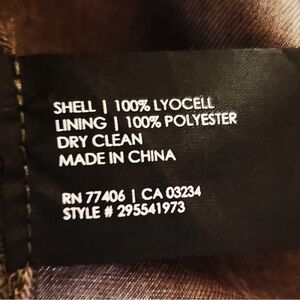 SHELL | 100% LYOCELL
LINING | 100% POLYESTER
DRY CLEAN
MADE IN CHINA
RN 77406 | CA 03234
STYLE # 295541973